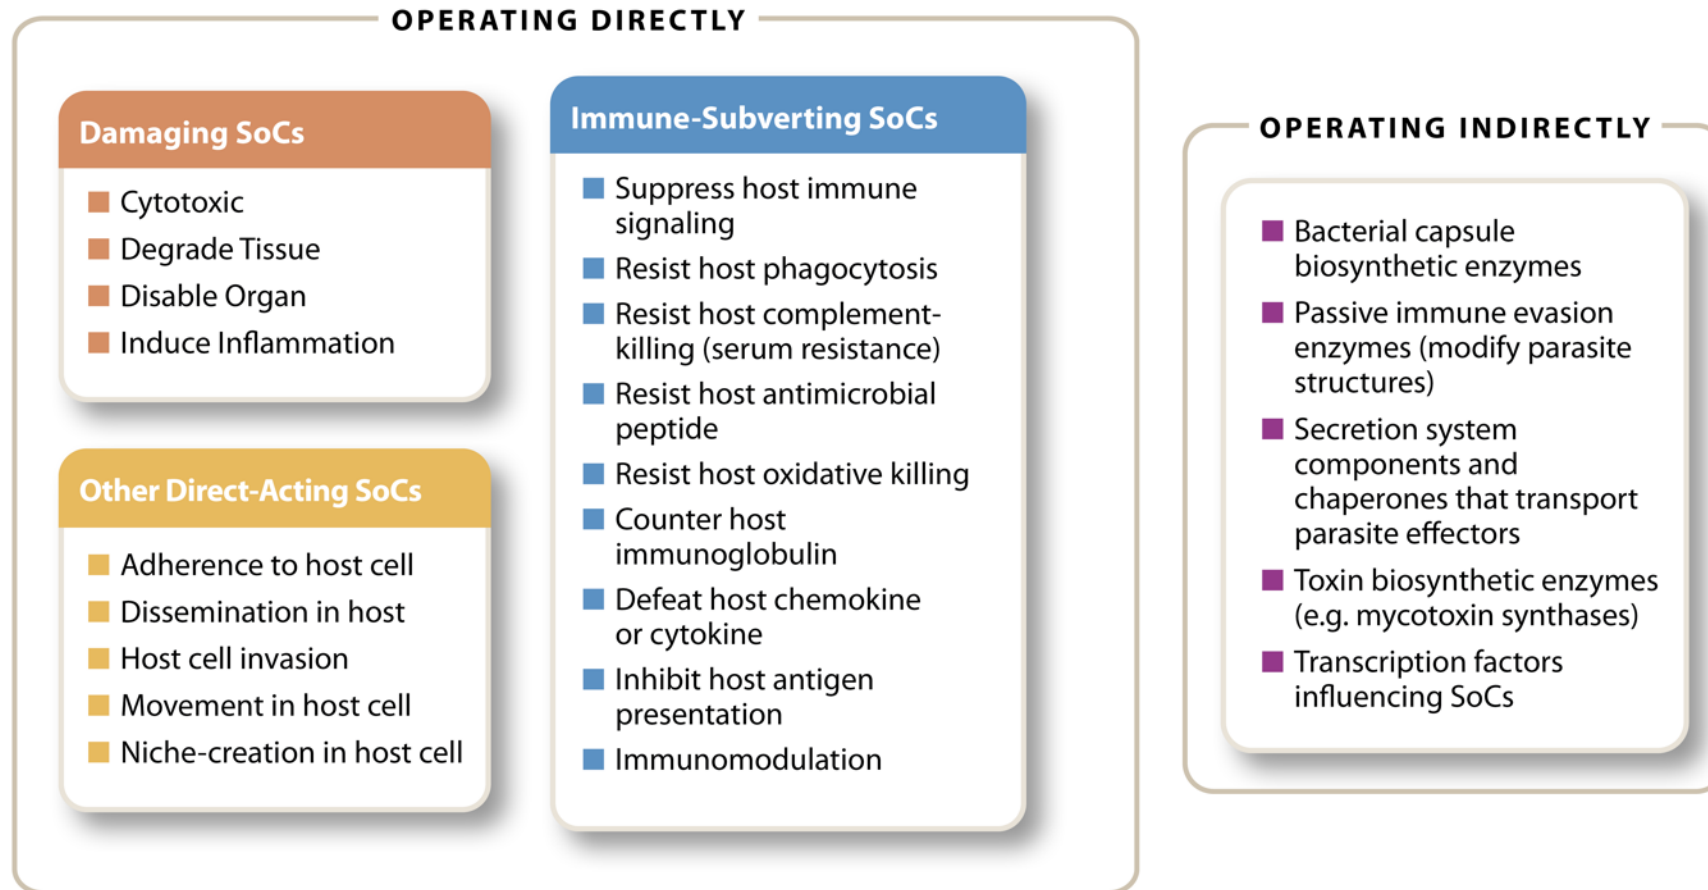 OPERATING DIRECTLY
Damaging SoCs
Cytotoxic
Degrade Tissue
Disable Organ
Induce Inflammation
Other Direct-Acting SoCs
Adherence to host cell
Dissemination in host
Host cell invasion
Movement in host cell
Niche-creation in host cell
Immune-Subverting SoCs
Suppress host immune
signaling
Resist host phagocytosis
Resist host complement-
killing (serum resistance)
Resist host antimicrobial
peptide
Resist host oxidative killing
Counter host
immunoglobulin
Defeat host chemokine
or cytokine
Inhibit host antigen
presentation
Immunomodulation
OPERATING INDIRECTLY
Bacterial capsule
biosynthetic enzymes
Passive immune evasion
enzymes (modify parasite
structures)
Secretion system
components and
chaperones that transport
parasite effectors
Toxin biosynthetic enzymes
(e.g. mycotoxin synthases)
Transcription factors
influencing SoCs